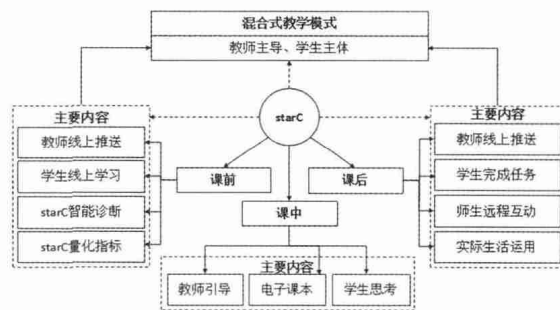 混合式教学模式
教师主导、学生主体
starC
主要内容
教师线上推送
学生线上学习
starC智能诊断
starC量化指标
课前
课中
课后
主要内容
教师线上推送
学生完成任务
师生远程互动
实际生活运用
主要内容
教师引导
电子课本
学生思考